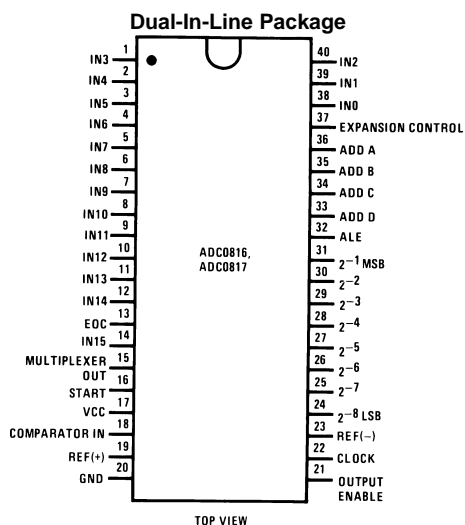 Dual-In-Line Package
1
IN3
2
IN4
3
IN5
4
IN6
5
IN7
6
IN8
7
IN9
8
IN10
9
IN11
10
IN12
11
IN13
12
IN14
13
EOC
14
IN15
15
MULTIPLEXER
OUT
16
START
17
VCC
18
COMPARATOR IN
19
REF(+)
20
GND
ADC0816,
ADC0817
40
IN2
39
IN1
38
IN0
37
EXPANSION CONTROL
36
ADD A
35
ADD B
34
ADD C
33
ADD D
32
ALE
31
2−1 MSB
30
2−2
29
2−3
28
2−4
27
2−5
26
2−6
25
2−7
24
2−8 LSB
23
REF(−)
22
CLOCK
21
OUTPUT
ENABLE
TOP VIEW